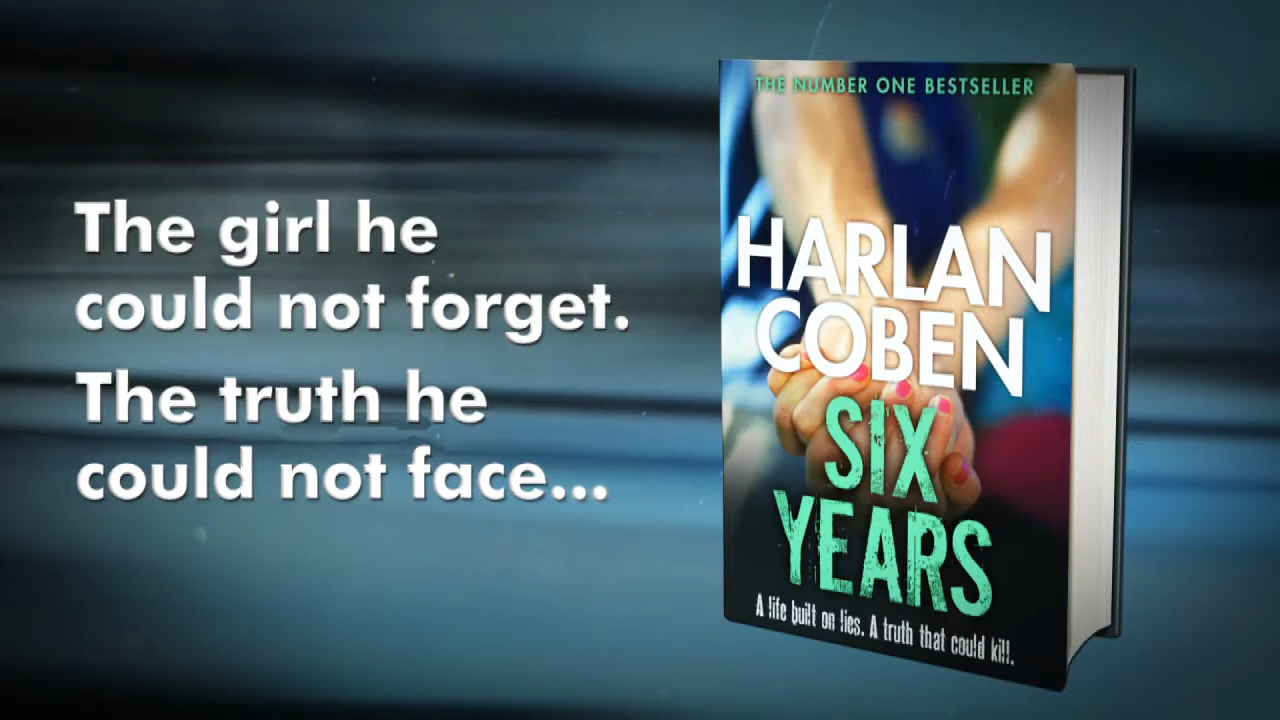 The girl he
could not forget.
The truth he
could not face...
THE NUMBER ONE BESTSELLER
HARLAN
COBEN
SIX
YEARS
A life built on lies. A truth that could kill.